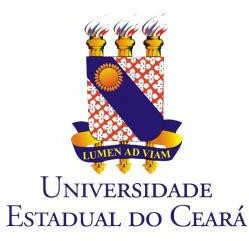 LUMEN AD VIAM
UNIVERSIDADE
ESTADUAL DO CEARÁ